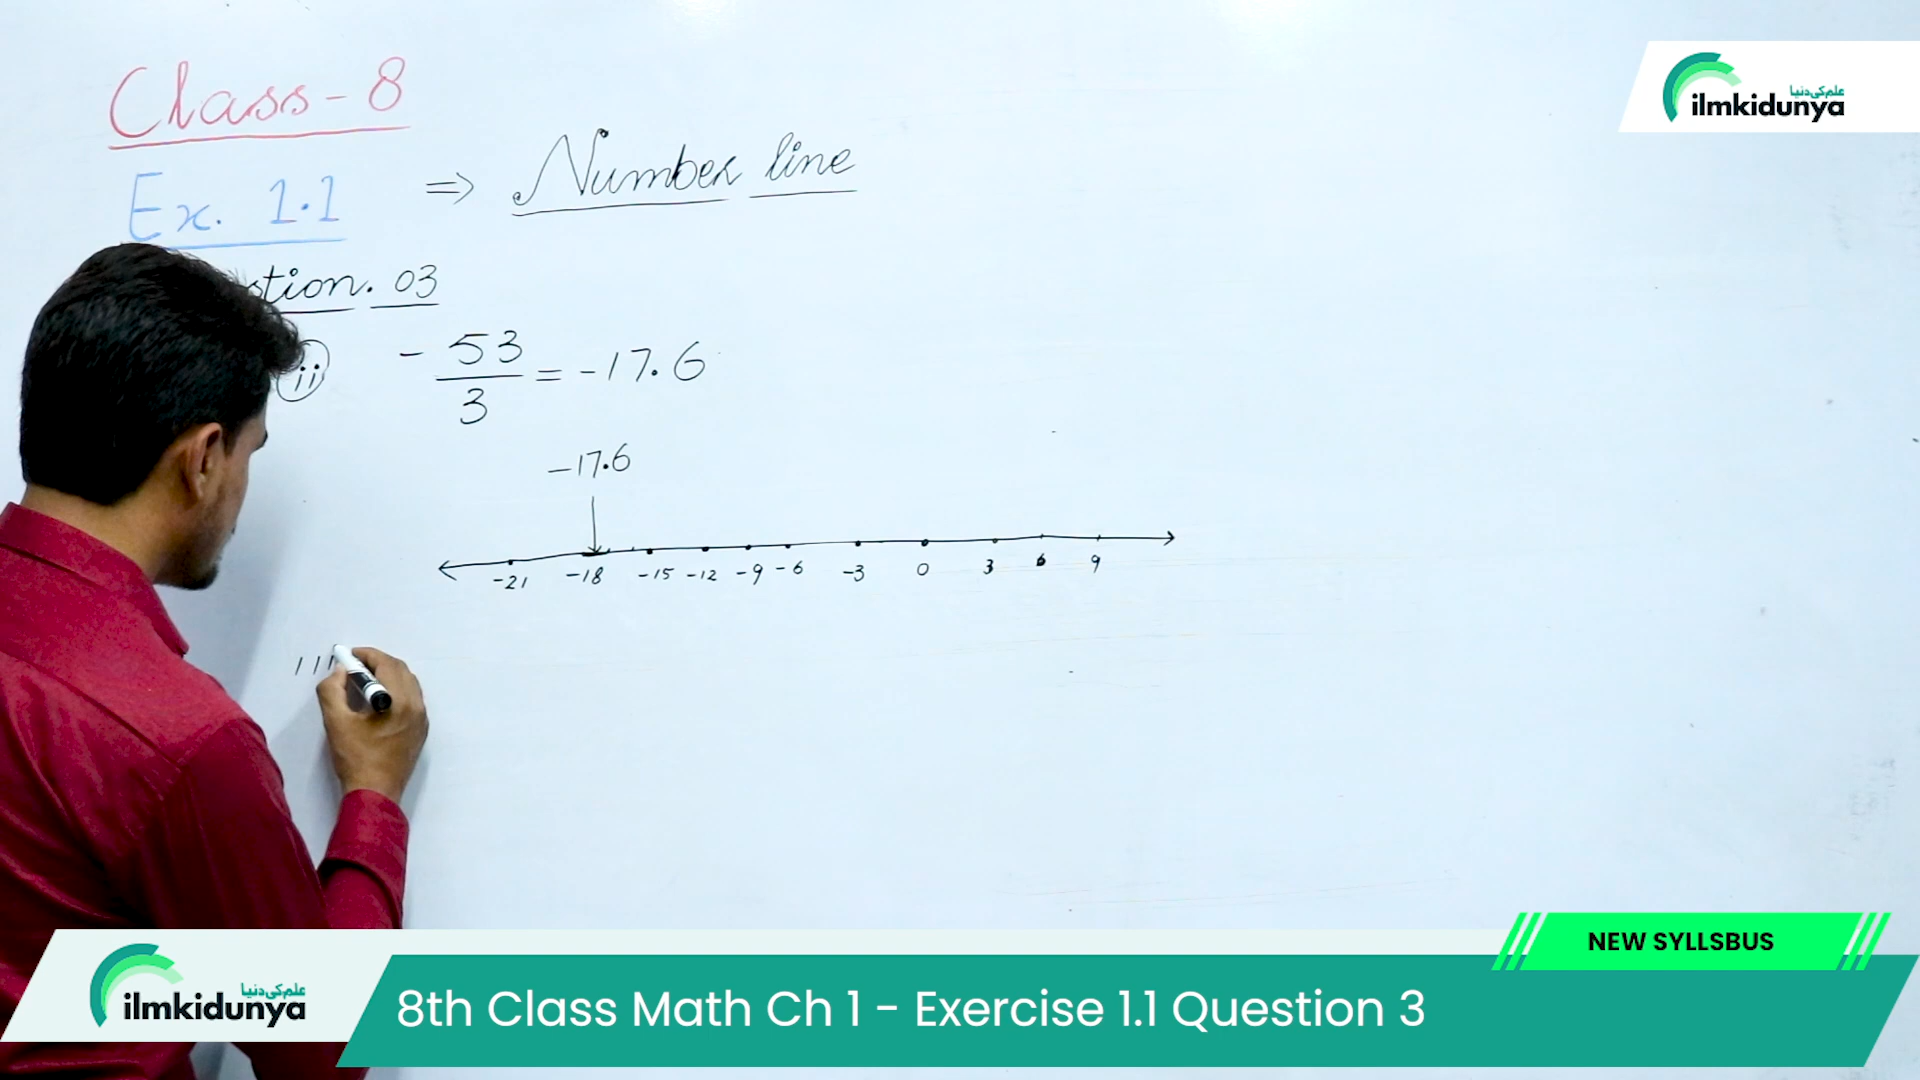 Class-8
علم کی دنیا
ilmkidunya
Ex. 1.1 ⇒ Number line
stion. 03
ii - 53/3 = -17.6
-17.6
-21 -18 -15 -12 -9 -6 -3 0 3 6 9
NEW SYLLSBUS
علم کی دنیا
ilmkidunya
8th Class Math Ch 1 - Exercise 1.1 Question 3